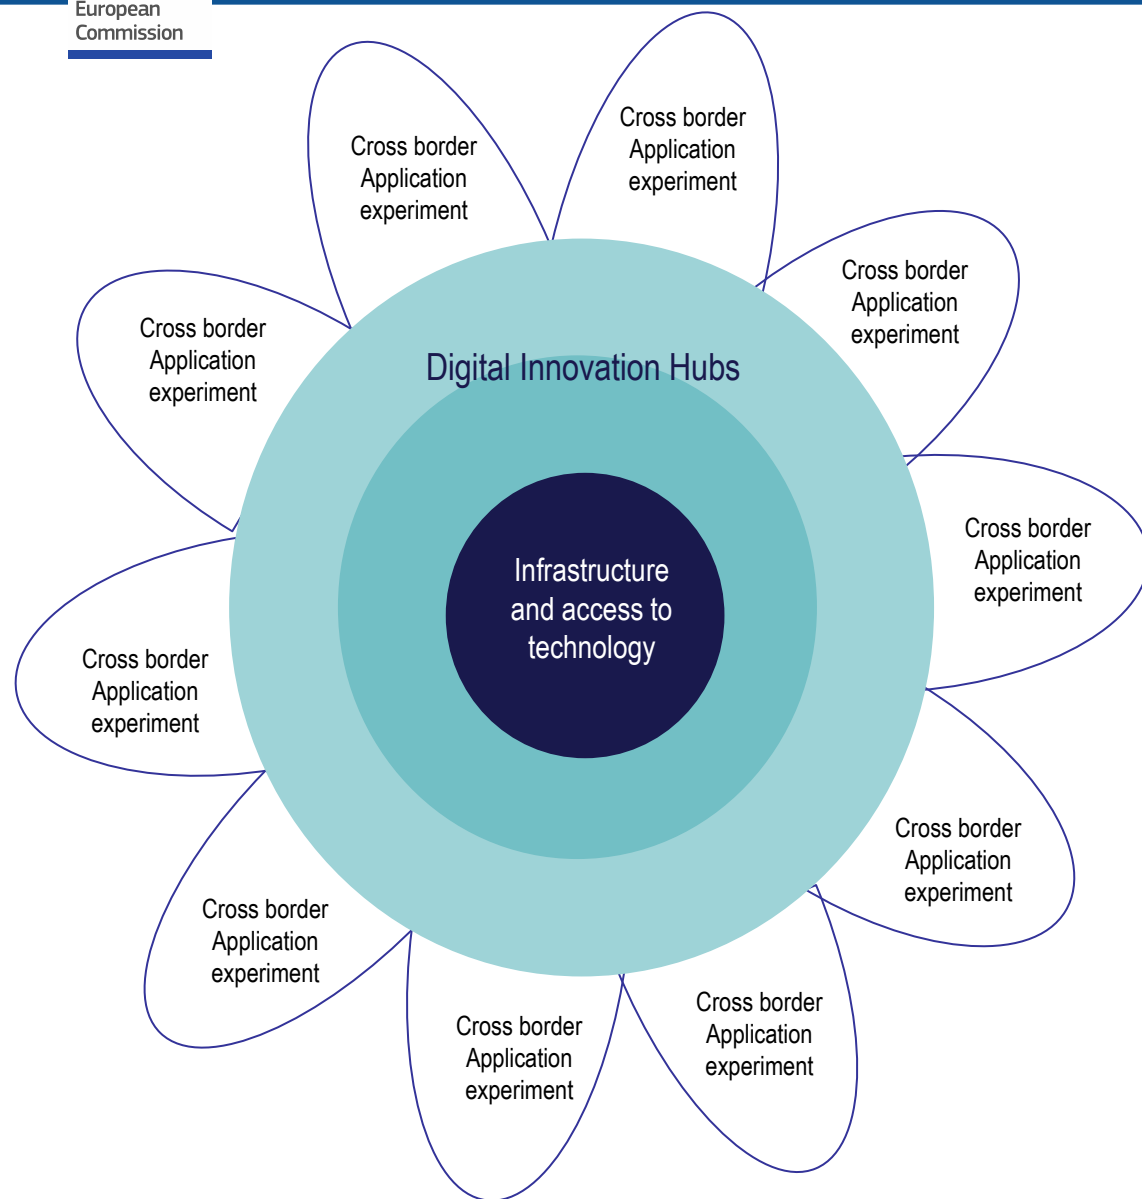 European
Commission
Cross border
Application
experiment
Cross border
Application
experiment
Cross border
Application
experiment
Cross border
Application
experiment
Digital Innovation Hubs
Cross border
Application
experiment
Infrastructure
and access to
technology
Cross border
Application
experiment
Cross border
Application
experiment
Cross border
Application
experiment
Cross border
Application
experiment
Cross border
Application
experiment